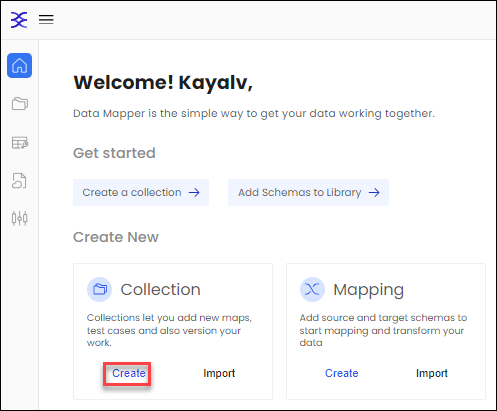 Welcome! Kayalv,
Data Mapper is the simple way to get your data working together.
Get started
Create a collection →
Add Schemas to Library →
Create New
Collection
Collections let you add new maps,
test cases and also version your
work.
Create
Import
Mapping
Add source and target schemas to
start mapping and transform your
data
Create
Import